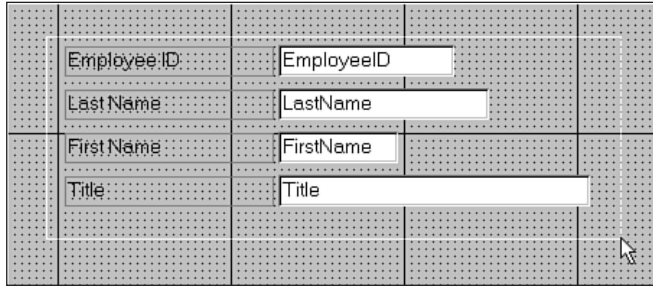 Employee ID EmployeeID
Last Name LastName
First Name FirstName
Title Title